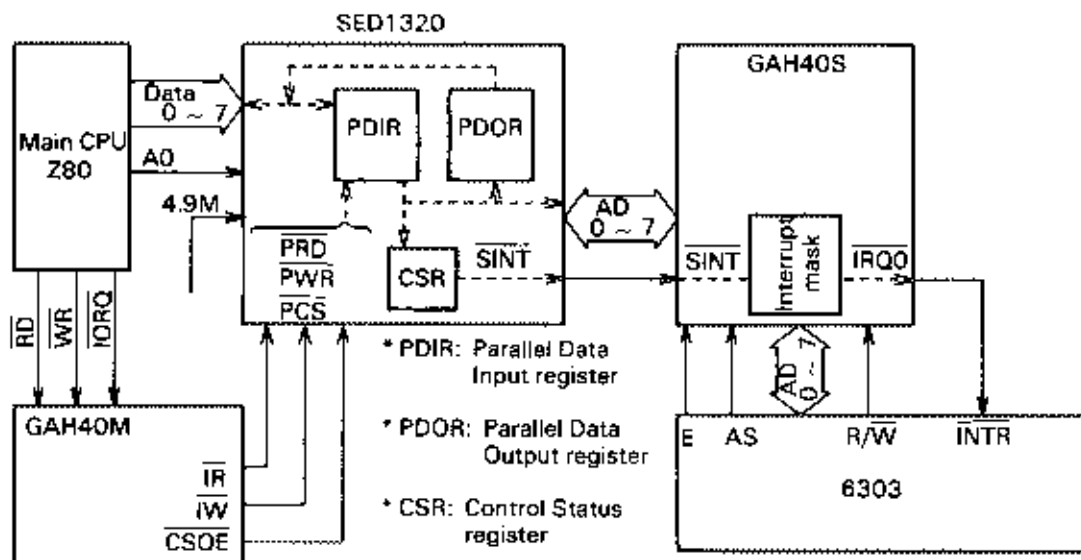 SED1320
GAH40S
Main CPU
Z80
Data
0 ~ 7
A0
4.9M
PDIR
PDOR
PRD
PWR
PCS
CSR
SINT
AD
0 ~ 7
SINT
Interrupt
mask
IRQ0
RD
WR
IORQ
* PDIR: Parallel Data
Input register
* PDOR: Parallel Data
Output register
* CSR: Control Status
register
AD
0 ~ 7
GAH40M
IR
IW
CSOE
E
AS
R/W
INTR
6303